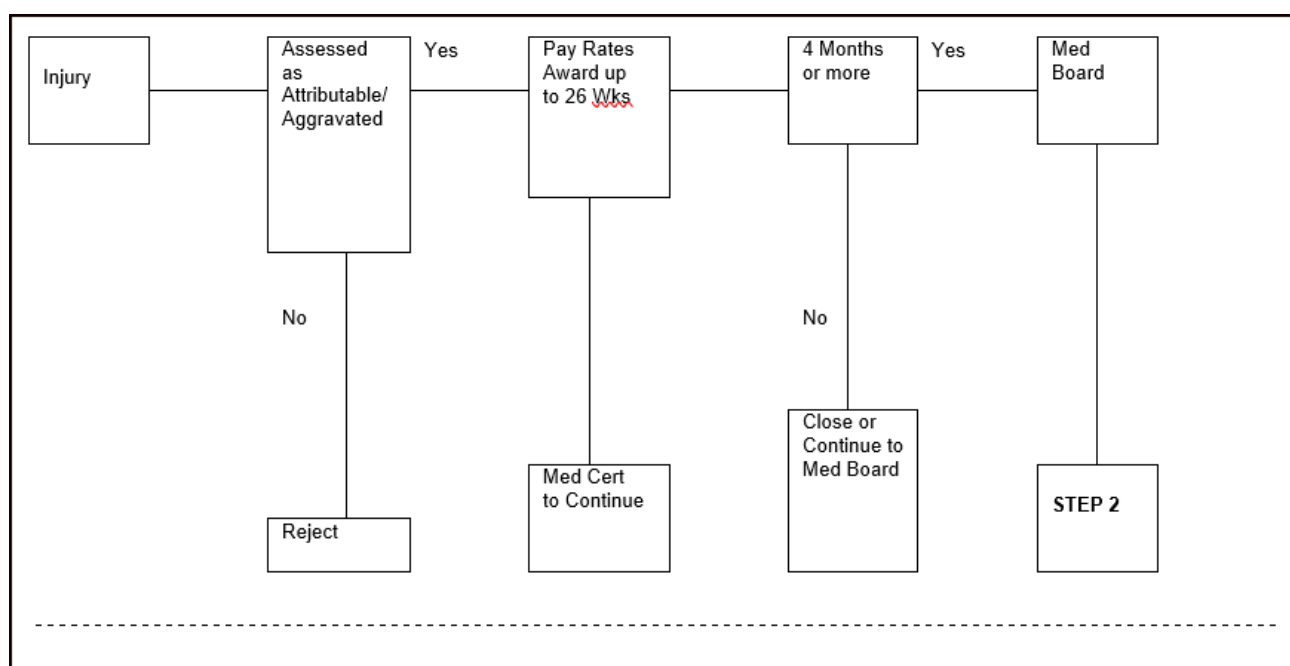 Injury
Assessed
as
Attributable/
Aggravated
Yes
Pay Rates
Award up
to 26 Wks
4 Months
or more
Yes
Med
Board
No
No
Close or
Continue to
Med Board
Med Cert
to Continue
STEP 2
Reject